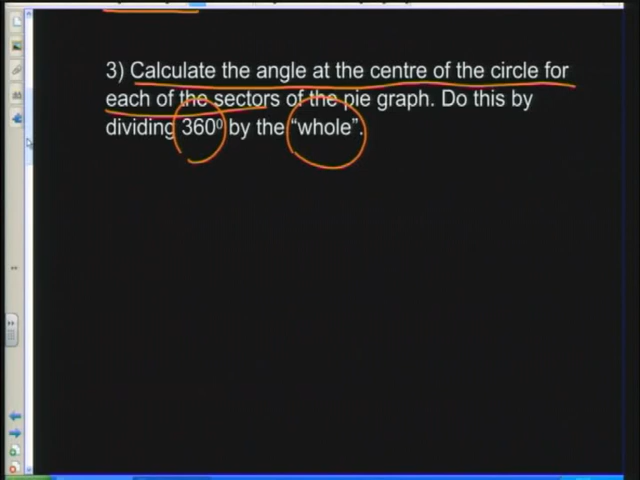 3) Calculate the angle at the centre of the circle for
each of the sectors of the pie graph. Do this by
dividing 360⁰ by the “whole”.